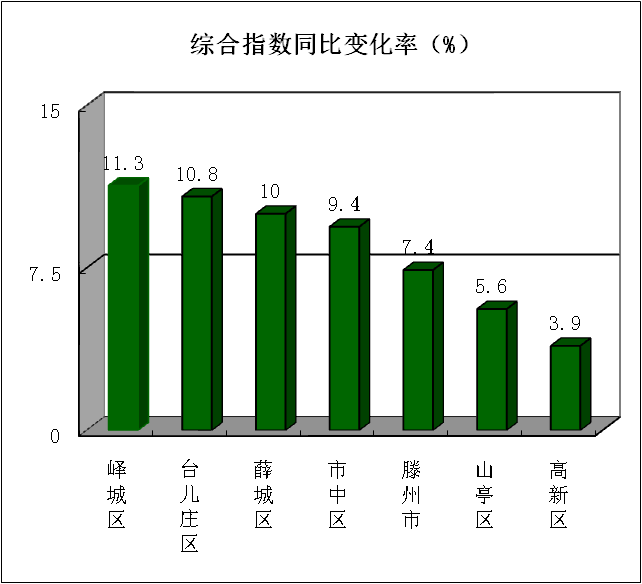 综合指数同比变化率（%）
15
11.3
10.8
10
9.4
7.4
7.5
5.6
3.9
0
峄城区
台儿庄区
薛城区
市中区
滕州市
山亭区
高新区